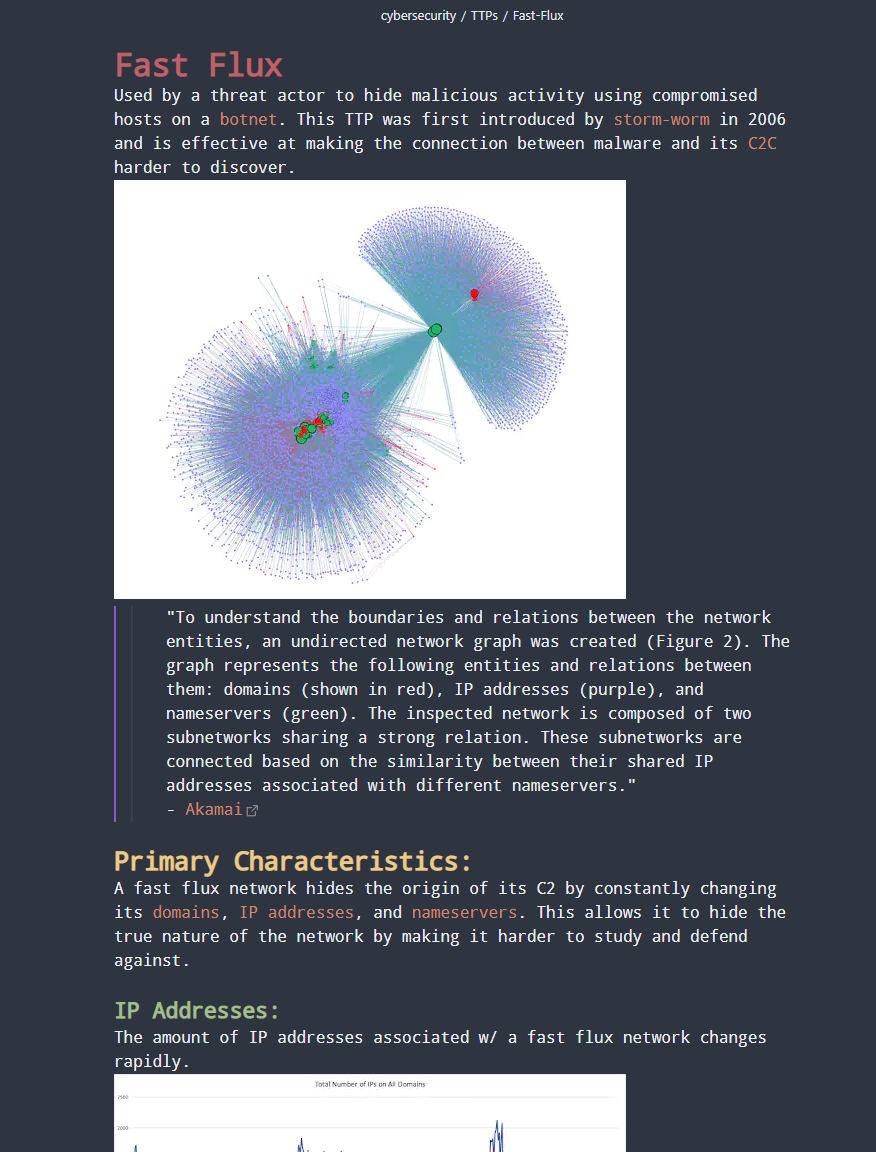 cybersecurity / TTPs / Fast-Flux
Fast Flux
Used by a threat actor to hide malicious activity using compromised
hosts on a botnet. This TTP was first introduced by storm-worm in 2006
and is effective at making the connection between malware and its C2C
harder to discover.
"To understand the boundaries and relations between the network
entities, an undirected network graph was created (Figure 2). The
graph represents the following entities and relations between
them: domains (shown in red), IP addresses (purple), and
nameservers (green). The inspected network is composed of two
subnetworks sharing a strong relation. These subnetworks are
connected based on the similarity between their shared IP
addresses associated with different nameservers."
- Akamai
Primary Characteristics:
A fast flux network hides the origin of its C2 by constantly changing
its domains, IP addresses, and nameservers. This allows it to hide the
true nature of the network by making it harder to study and defend
against.
IP Addresses:
The amount of IP addresses associated w/ a fast flux network changes
rapidly.
Total Number of IPs on All Domains
7500